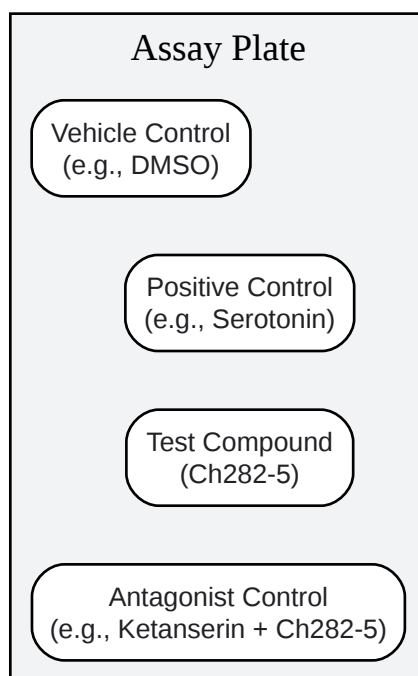 Assay Plate
Vehicle Control
(e.g., DMSO)
Positive Control
(e.g., Serotonin)
Test Compound
(Ch282-5)
Antagonist Control
(e.g., Ketanserin + Ch282-5)